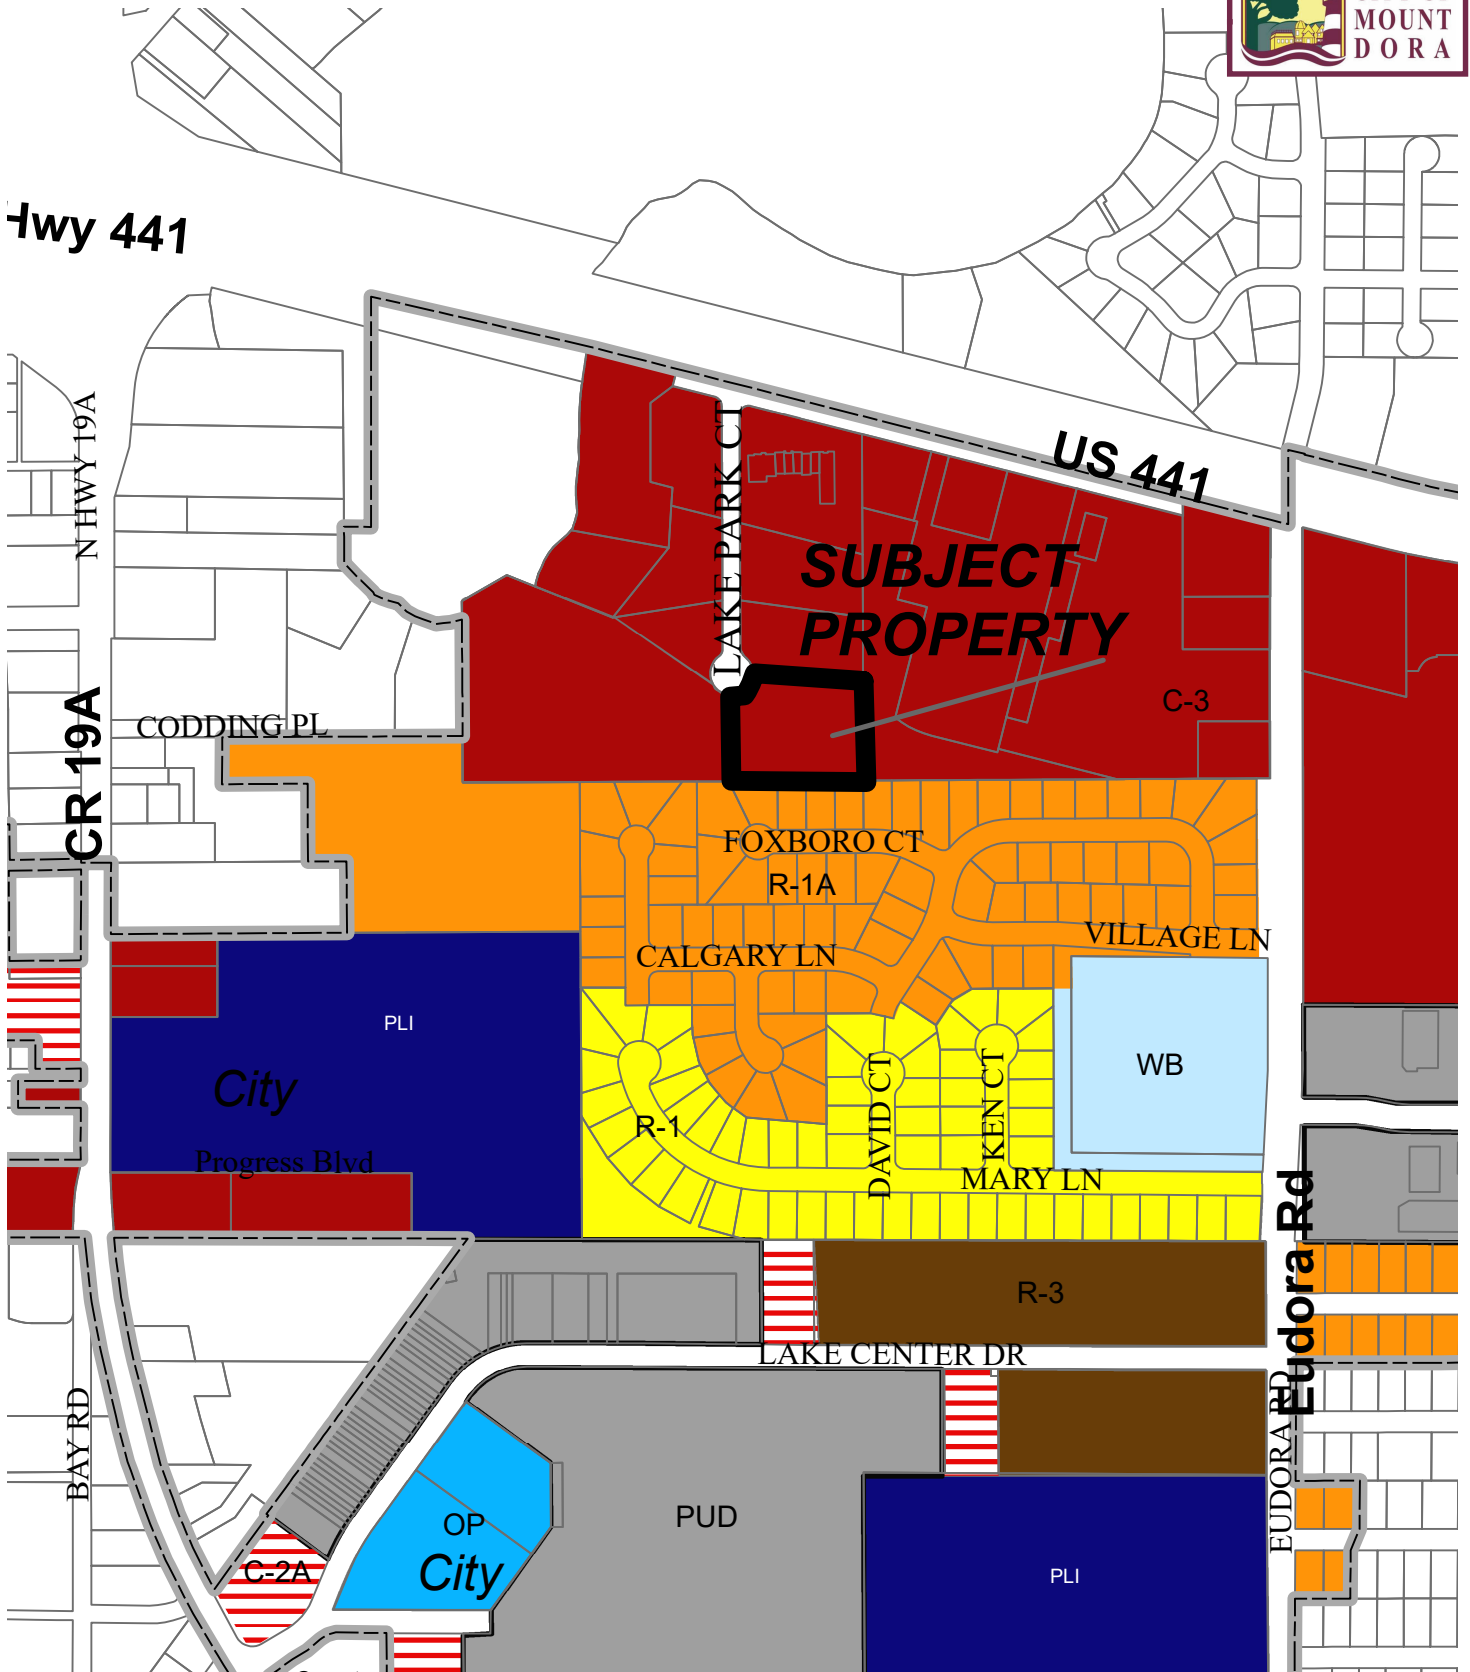 MOUNT
DORA
Hwy 441
US 441
N HWY 19A
LAKE PARK CT
SUBJECT
PROPERTY
C-3
CR 19A
CODDING PL
FOXBORO CT
R-1A
VILLAGE LN
CALGARY LN
PLI
City
WB
DAVID CT
KEN CT
R-1
Progress Blvd
MARY LN
Eudora Rd
R-3
LAKE CENTER DR
BAY RD
EUDORA RD
OP
City
PUD
C-2A
PLI